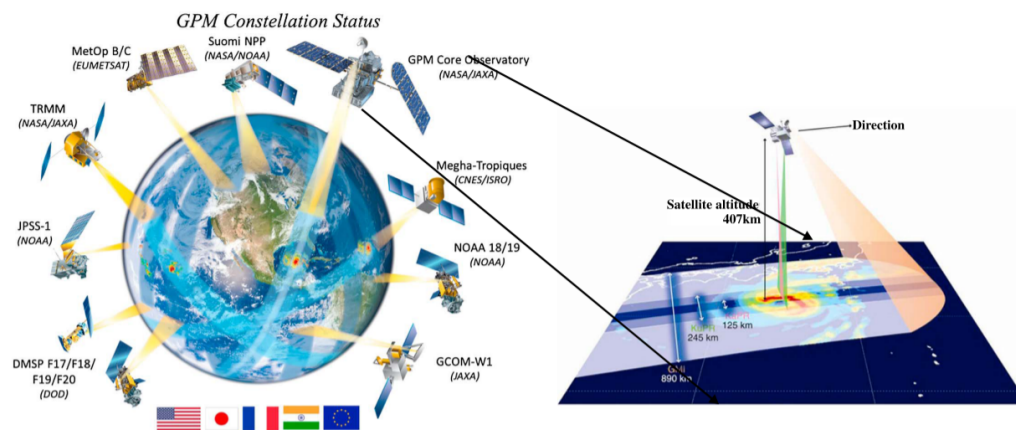 GPM Constellation Status
MetOp B/C
(EUMETSAT)
Suomi NPP
(NASA/NOAA)
GPM Core Observatory
(NASA/JAXA)
TRMM
(NASA/JAXA)
Megha-Tropiques
(CNES/ISRO)
JPSS-1
(NOAA)
NOAA 18/19
(NOAA)
DMSP F17/F18/
F19/F20
(DOD)
GCOM-W1
(JAXA)
Direction
Satellite altitude
407km
125 km
KuPR
245 km
GMI
890 km